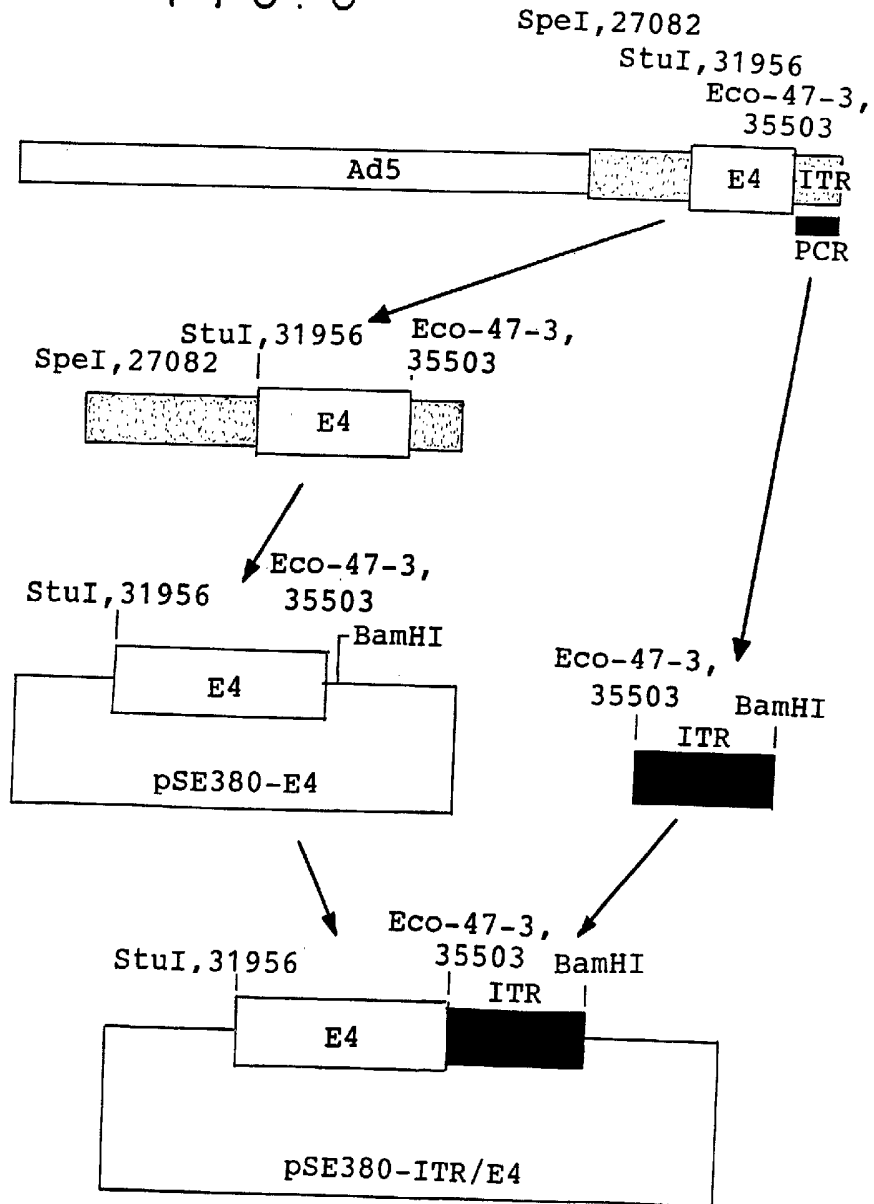 SpeI,27082
StuI,31956
Eco-47-3,
35503
Ad5
E4
ITR
PCR
StuI,31956
Eco-47-3,
35503
SpeI,27082
E4
Eco-47-3,
35503
StuI,31956
BamHI
E4
pSE380-E4
Eco-47-3,
35503
BamHI
ITR
Eco-47-3,
35503
StuI,31956
BamHI
ITR
E4
pSE380-ITR/E4